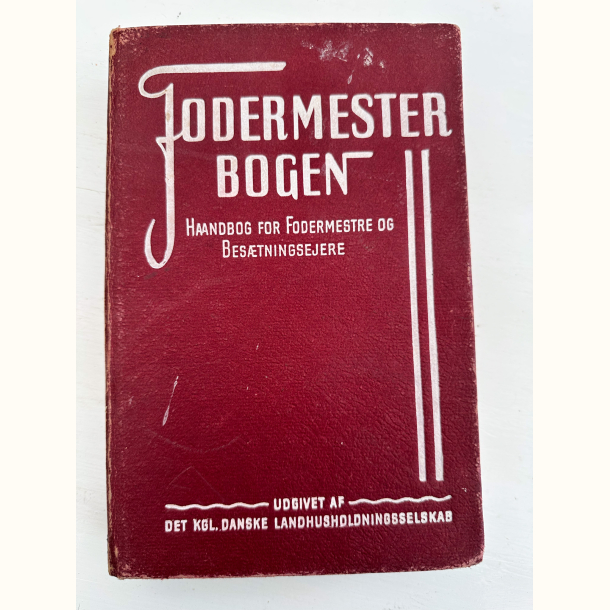 FODERMESTER
BOGEN
HAANDBOG FOR FODERMESTRE OG
BESÆTNINGSEJERE
UDGIVET AF
DET KGL. DANSKE LANDHUSHOLDNINGSSELSKAB